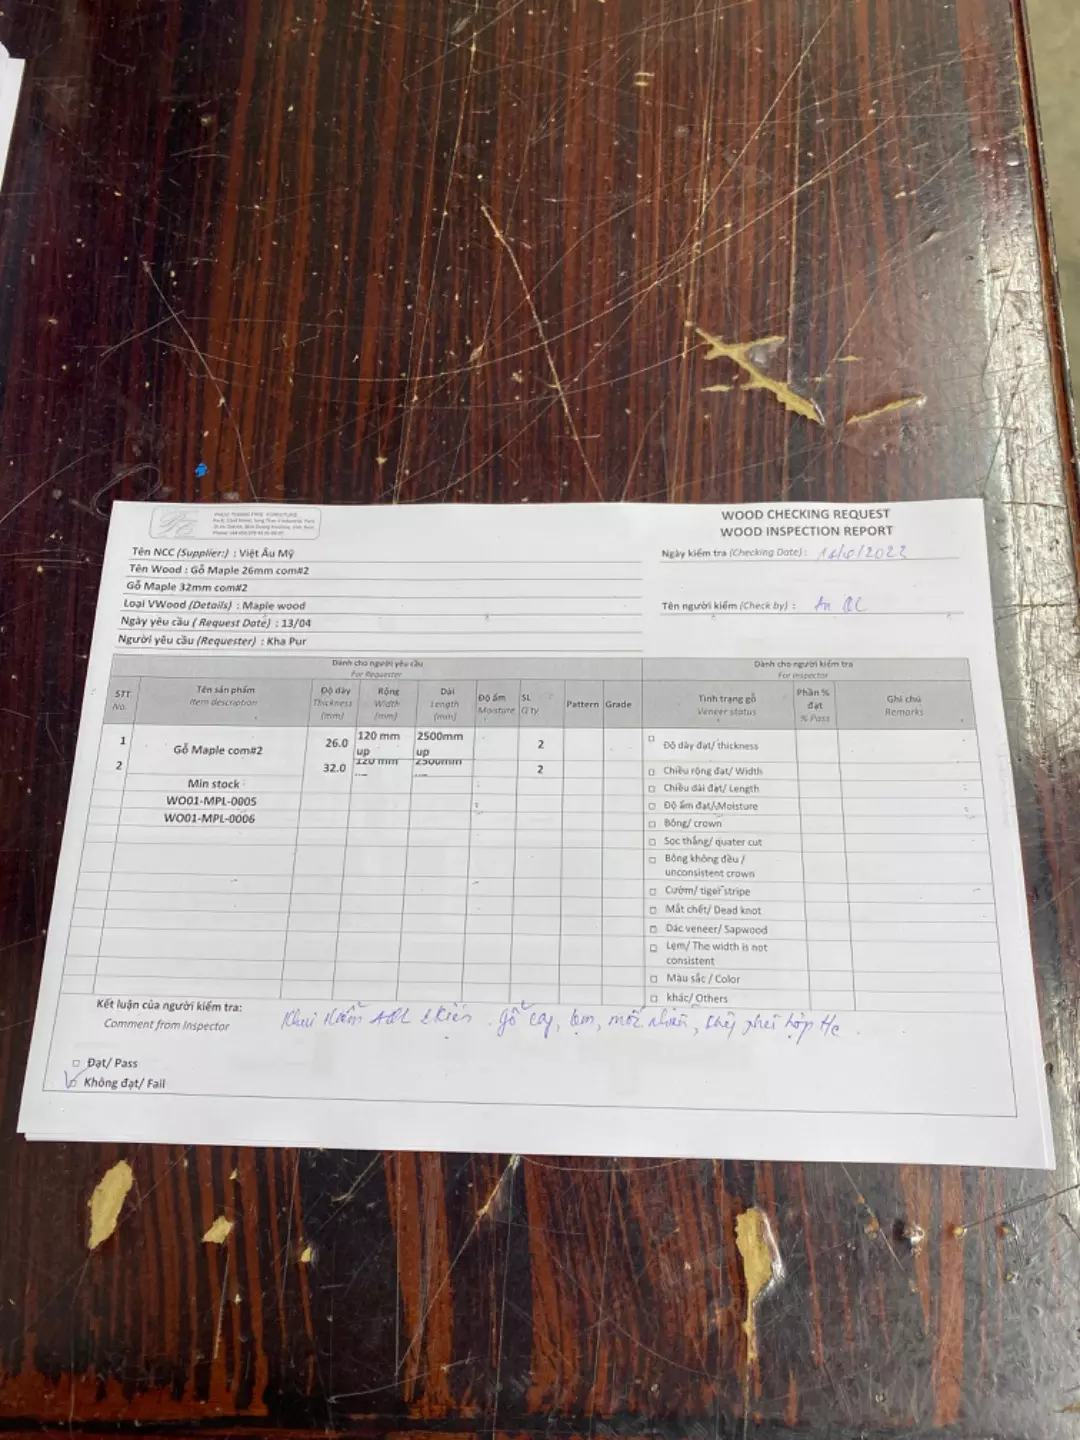 WOOD CHECKING REQUEST
WOOD INSPECTION REPORT
Tên NCC (Supplier:) : Việt Âu Mỹ
Tên Wood : Gỗ Maple 26mm com#2
Gỗ Maple 32mm com#2
Loại VWood (Details) : Maple wood
Ngày yêu cầu ( Request Date) : 13/04
Người yêu cầu (Requester) : Kha Pur
Ngày kiểm tra (Checking Date) :
Tên người kiểm (Check by) : An QC
Dành cho người yêu cầu
For Requester
Dành cho người kiểm tra
For Inspector
STT No. Tên sản phẩm Item description Độ dày Thickness (mm) Rộng Width (mm) Dài Length (mm) Độ ẩm Moisture SL Q'ty Pattern Grade Tình trạng gỗ Veneer status Phần % đạt % Pass Ghi chú Remarks
1 Gỗ Maple com#2 26.0 120 mm up 2500mm up 2
2 32.0 120 mm 2500mm 2
Min stock
WO01-MPL-0005
WO01-MPL-0006
Độ dày đạt/ thickness
Chiều rộng đạt/ Width
Chiều dài đạt/ Length
Độ ẩm đạt/Moisture
Bông/ crown
Sọc thẳng/ quater cut
Bông không đều /
unconsistent crown
Cườm/ tiger stripe
Mắt chết/ Dead knot
Dác veneer/ Sapwood
Lẹm/ The width is not
consistent
Màu sắc / Color
khác/ Others
Kết luận của người kiểm tra:
Comment from Inspector
gỗ cong,
Đạt/ Pass
Không đạt/ Fail